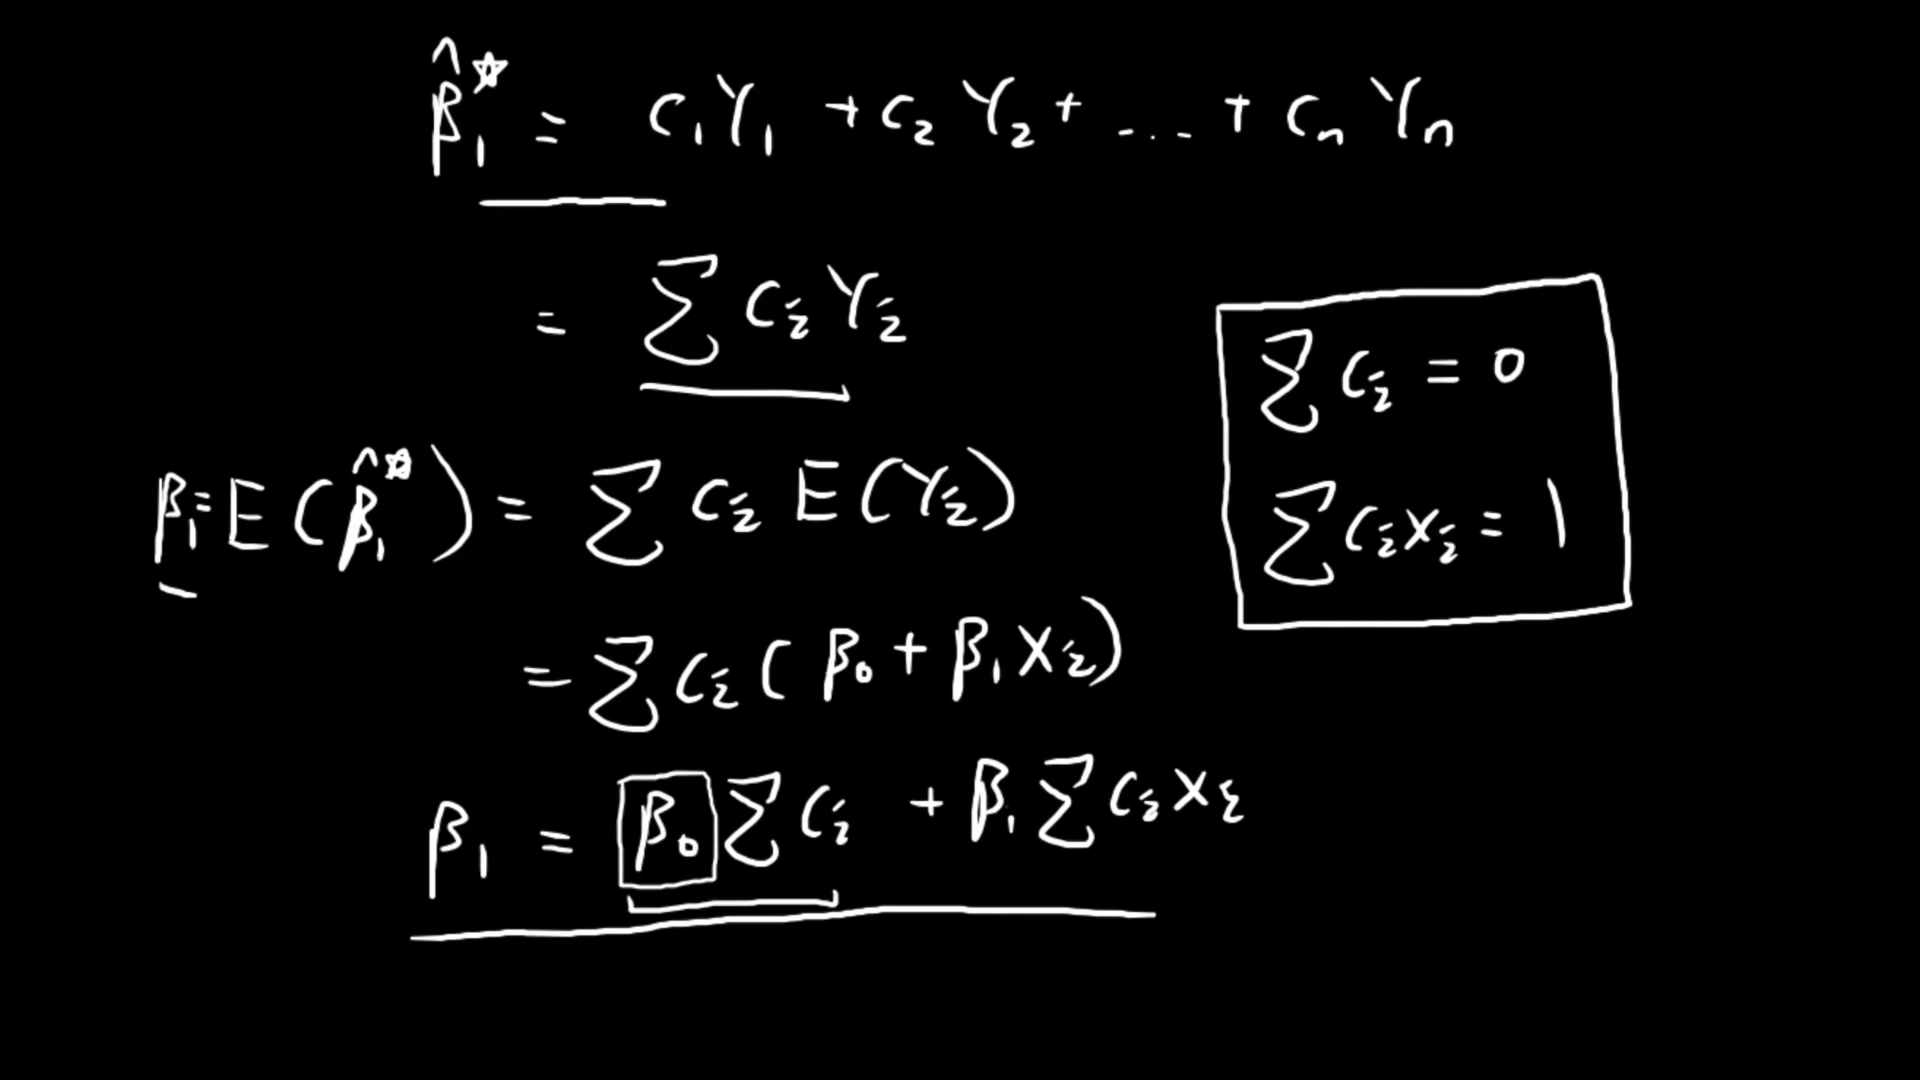 β̂₁* = C₁Y₁ + C₂Y₂ + ... + CₙYₙ
= ∑ CᵢYᵢ
β₁ = E(β̂₁*) = ∑ Cᵢ E(Yᵢ)
= ∑ Cᵢ(β₀ + β₁Xᵢ)
β₁ = β₀ ∑ Cᵢ + β₁ ∑ CᵢXᵢ
∑ Cᵢ = 0
∑ CᵢXᵢ = 1